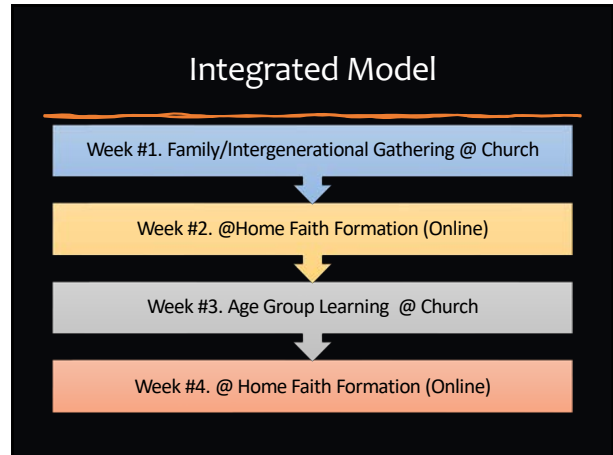 Integrated Model
Week #1. Family/Intergenerational Gathering @ Church
Week #2. @Home Faith Formation (Online)
Week #3. Age Group Learning @ Church
Week #4. @ Home Faith Formation (Online)